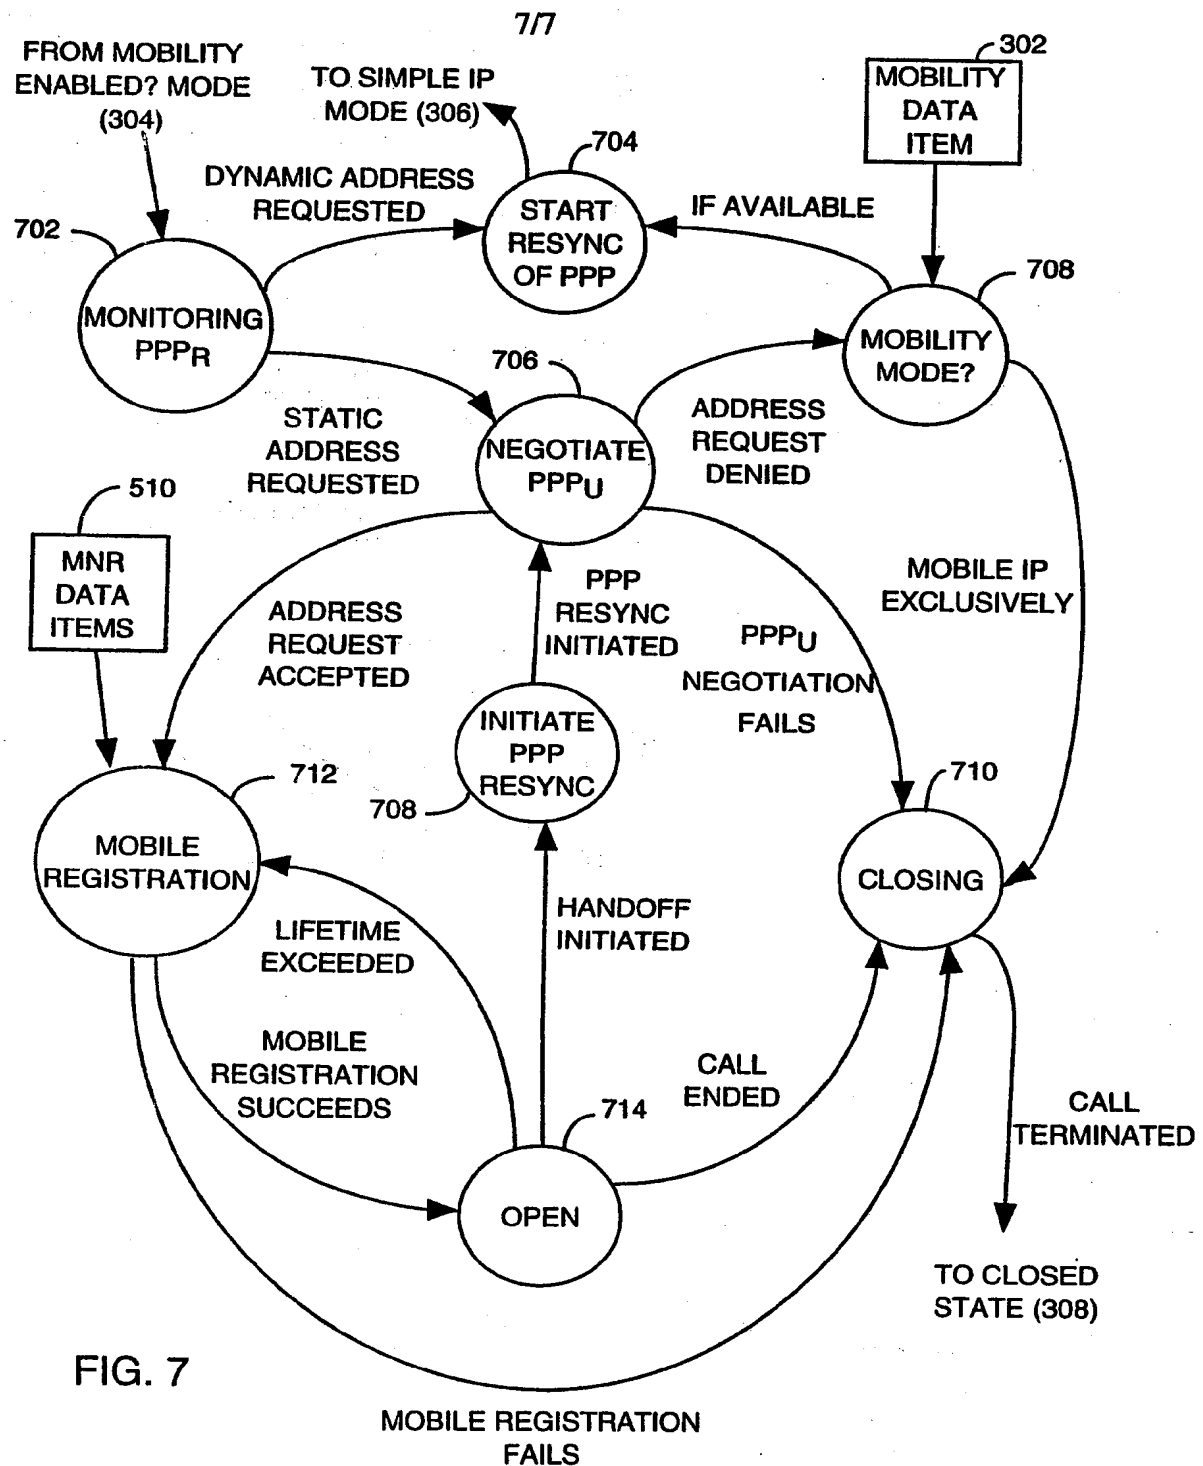 7/7
FROM MOBILITY
ENABLED? MODE
(304)
TO SIMPLE IP
MODE (306)
302
MOBILITY
DATA
ITEM
704
DYNAMIC ADDRESS
REQUESTED
START
RESYNC
OF PPP
IF AVAILABLE
702
MONITORING
PPPR
708
MOBILITY
MODE?
706
NEGOTIATE
PPPU
STATIC
ADDRESS
REQUESTED
ADDRESS
REQUEST
DENIED
510
MNR
DATA
ITEMS
ADDRESS
REQUEST
ACCEPTED
PPP
RESYNC
INITIATED
PPPU
NEGOTIATION
FAILS
MOBILE IP
EXCLUSIVELY
INITIATE
PPP
RESYNC
708
712
MOBILE
REGISTRATION
710
CLOSING
LIFETIME
EXCEEDED
HANDOFF
INITIATED
MOBILE
REGISTRATION
SUCCEEDS
CALL
ENDED
714
OPEN
CALL
TERMINATED
TO CLOSED
STATE (308)
FIG. 7
MOBILE REGISTRATION
FAILS